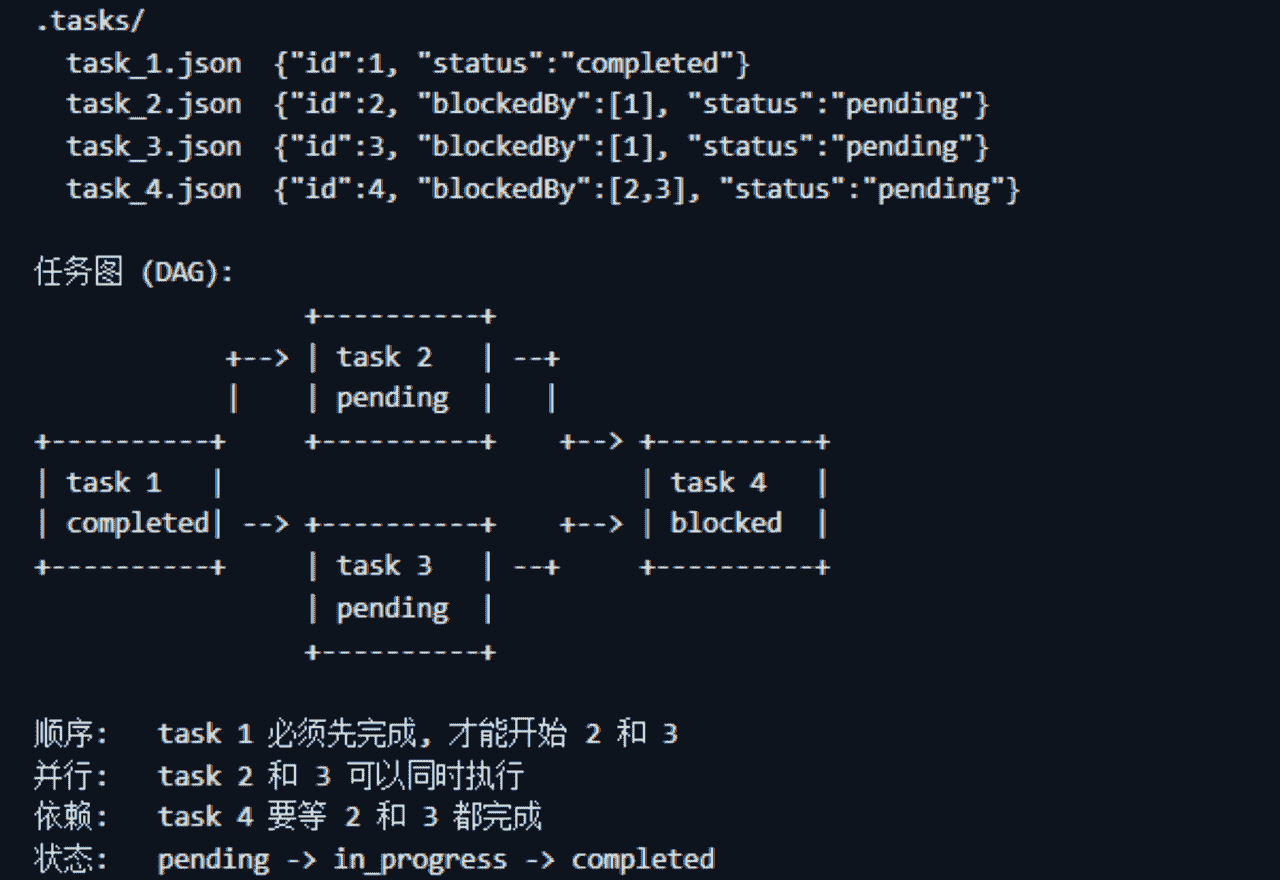 .tasks/
  task_1.json  {"id":1, "status":"completed"}
  task_2.json  {"id":2, "blockedBy":[1], "status":"pending"}
  task_3.json  {"id":3, "blockedBy":[1], "status":"pending"}
  task_4.json  {"id":4, "blockedBy":[2,3], "status":"pending"}

任务图 (DAG):
                 +----------+
            +--> | task 2   | --+
            |    | pending  |   |
+----------+     +----------+    +--> +----------+
| task 1   |                          | task 4   |
| completed| --> +----------+    +--> | blocked  |
+----------+     | task 3   | --+     +----------+
                 | pending  |
                 +----------+

顺序:   task 1 必须先完成, 才能开始 2 和 3
并行:   task 2 和 3 可以同时执行
依赖:   task 4 要等 2 和 3 都完成
状态:   pending -> in_progress -> completed